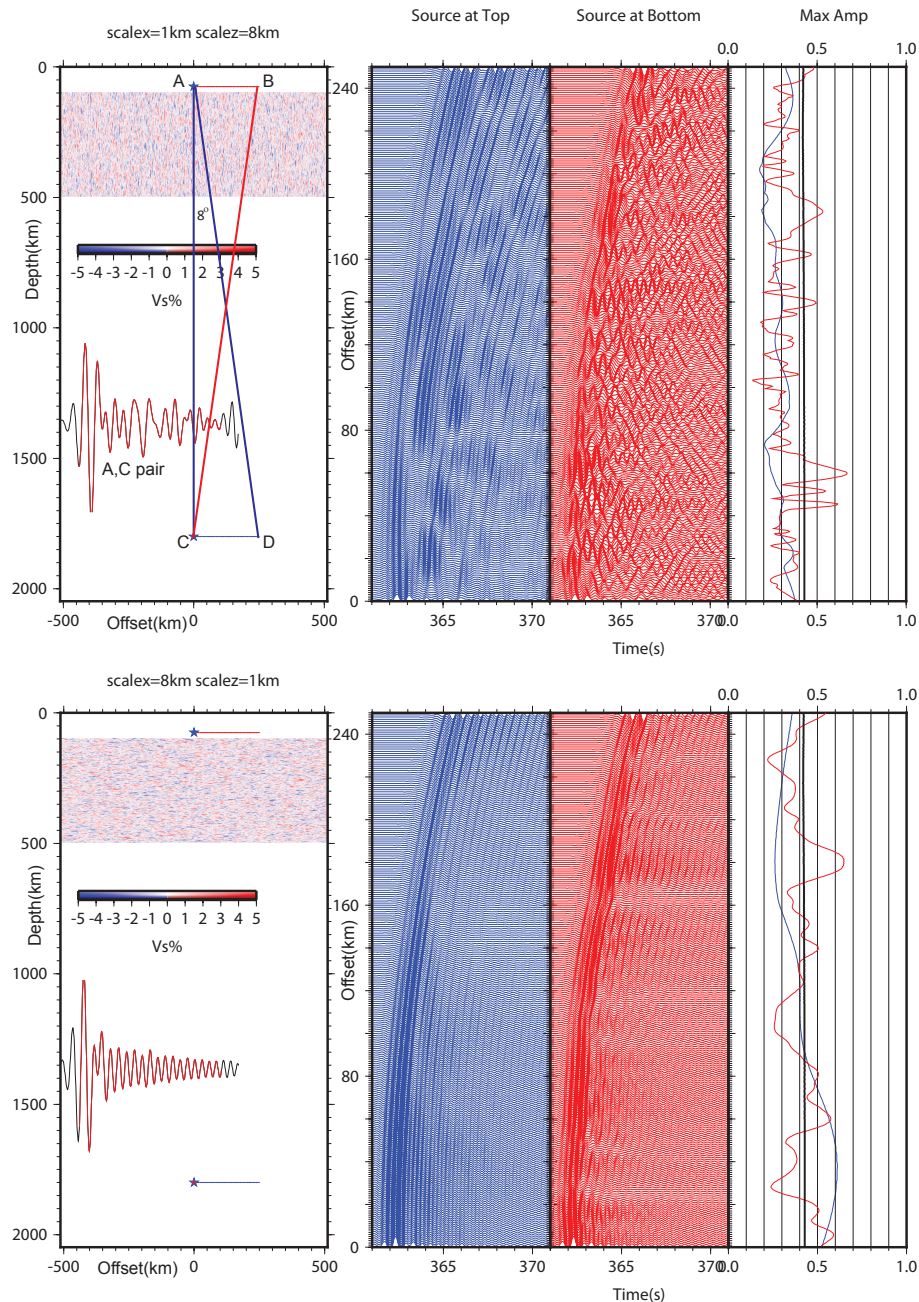 Source at Top
Source at Bottom
Max Amp
scalex=1km scalez=8km
0.0 0.5 1.0
0
500
1000
1500
2000
Depth(km)
A
B
8o
-5 -4 -3 -2 -1 0 1 2 3 4 5
Vs%
A,C pair
C
D
-500 0 500
Offset(km)
240
160
80
0
Offset(km)
365 370
365 370
0.0 0.5 1.0
Time(s)
scalex=8km scalez=1km
0.0 0.5 1.0
0
500
1000
1500
2000
Depth(km)
-5 -4 -3 -2 -1 0 1 2 3 4 5
Vs%
-500 0 500
Offset(km)
240
160
80
0
Offset(km)
365 370
365 370
0.0 0.5 1.0
Time(s)